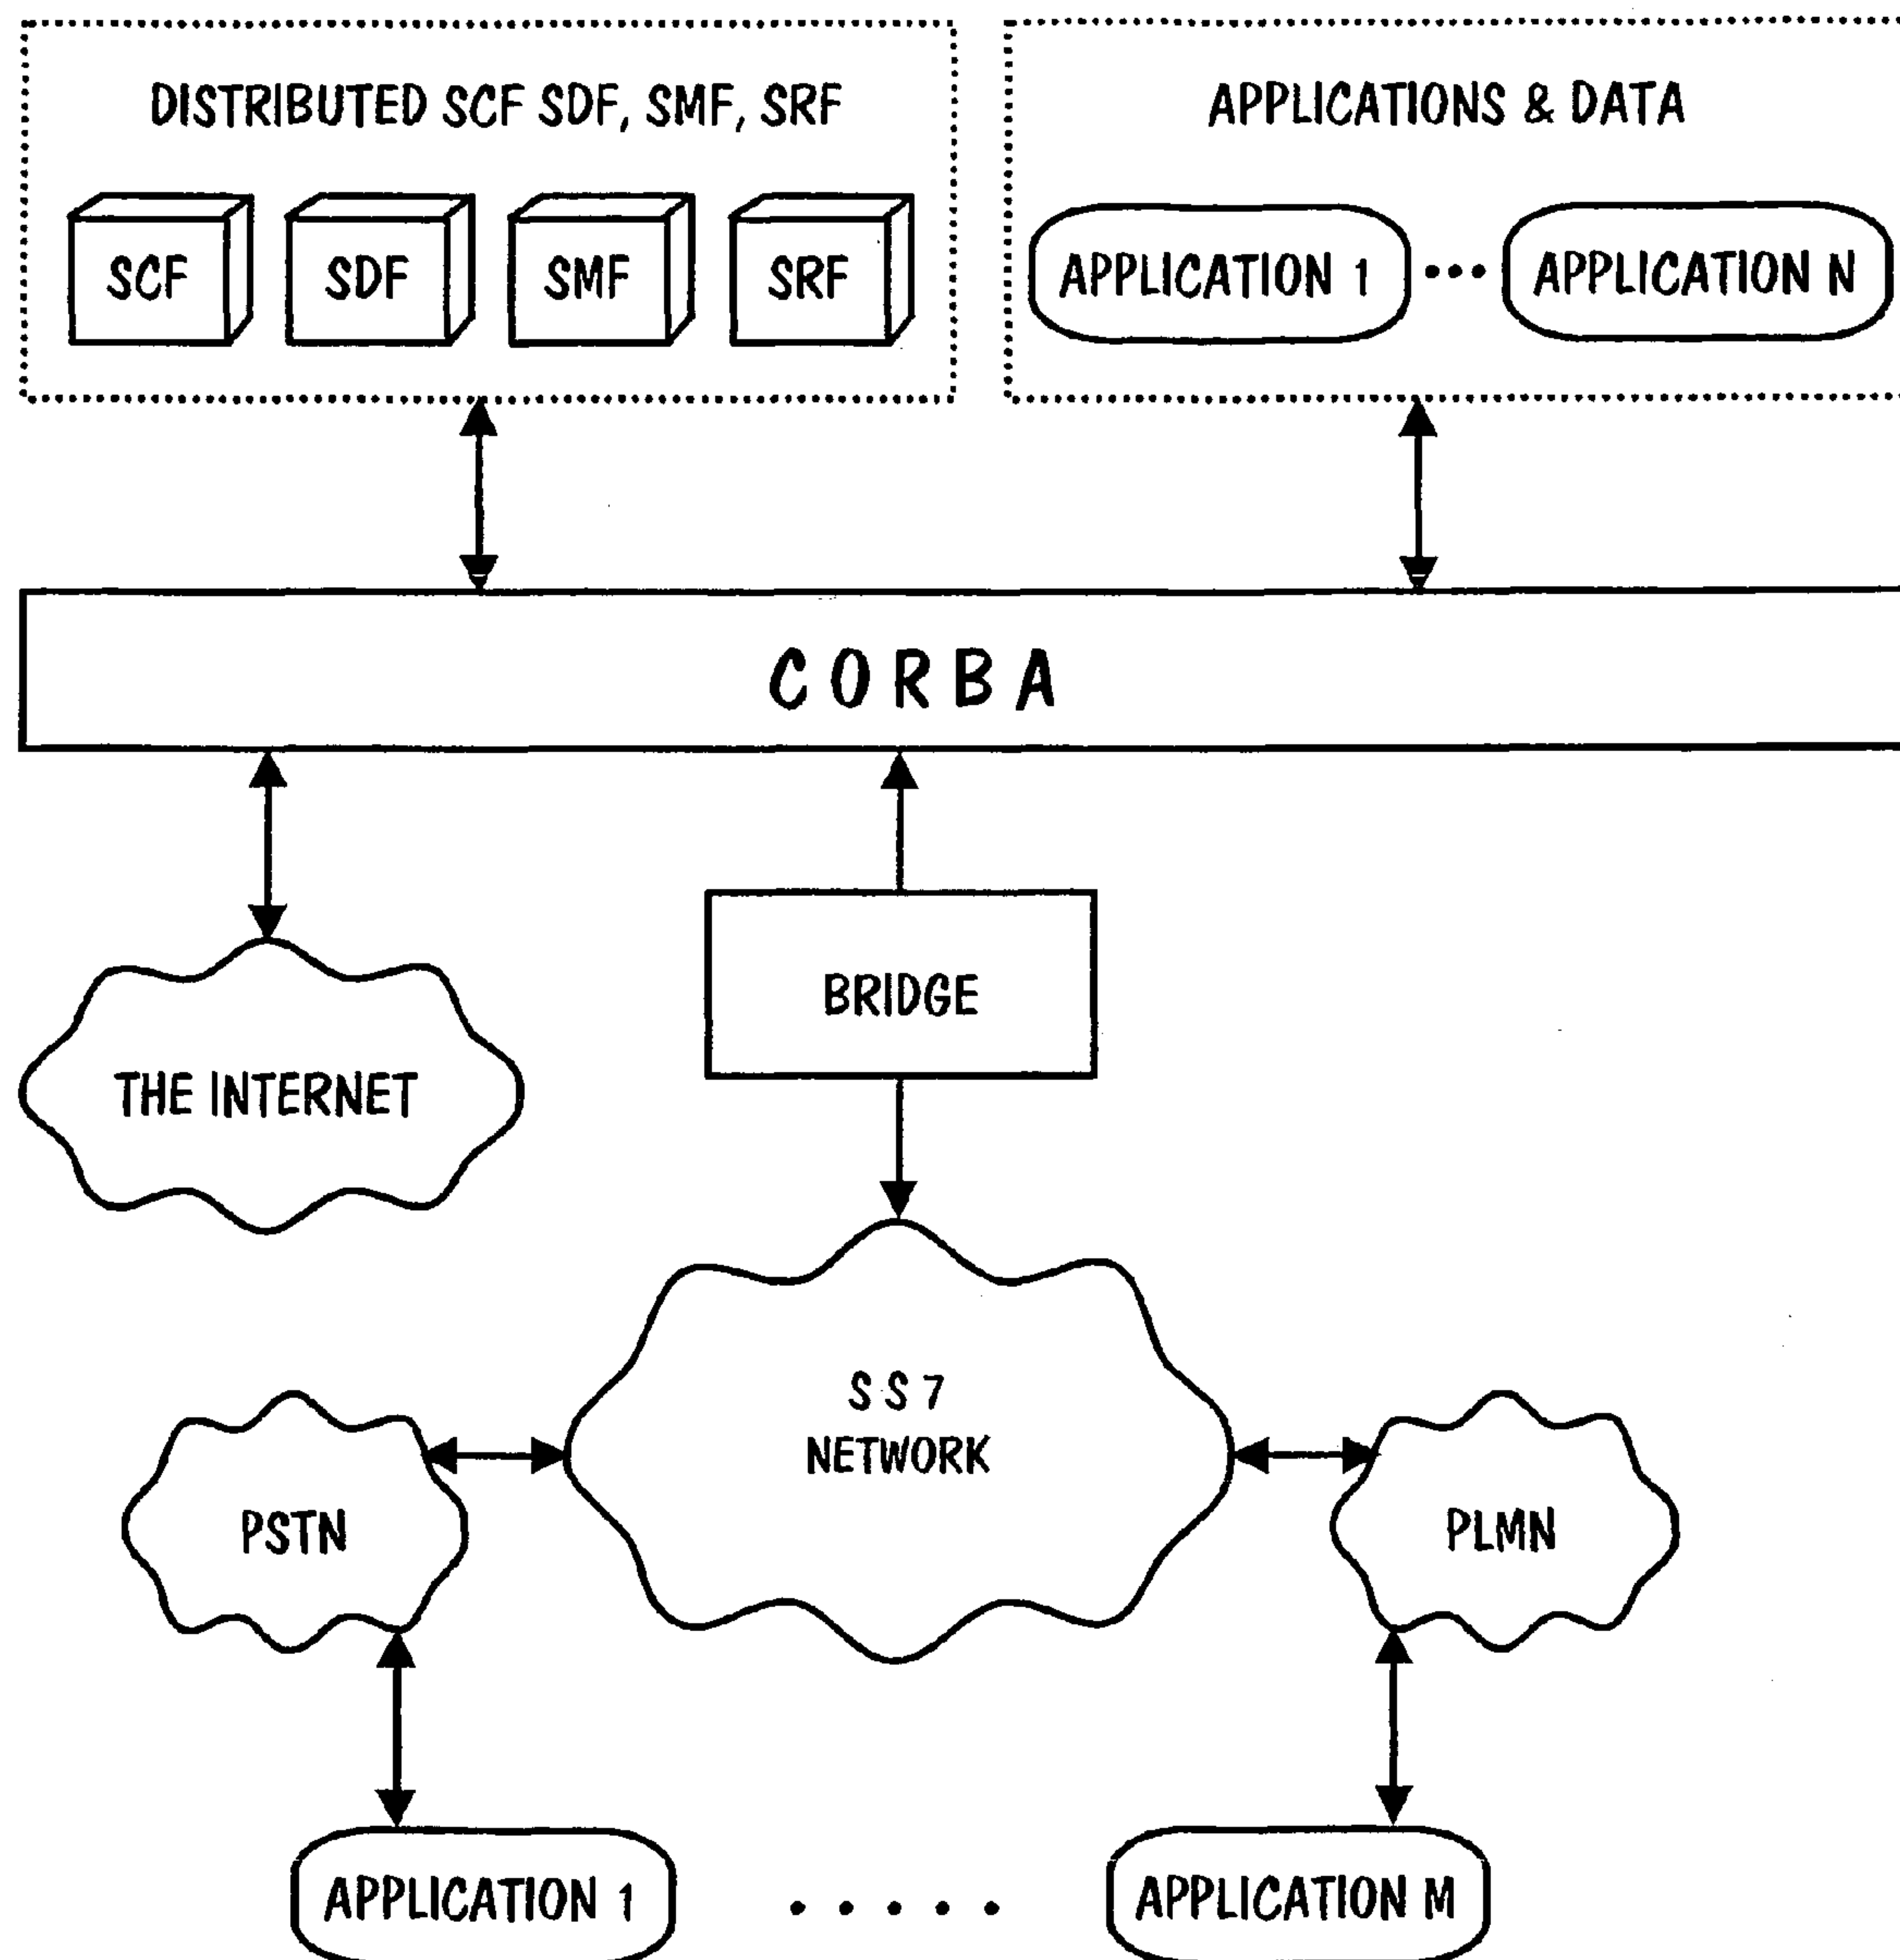 DISTRIBUTED SCF SDF, SMF, SRF
APPLICATIONS & DATA
SCF
SDF
SMF
SRF
APPLICATION 1
•••
APPLICATION N
CORBA
BRIDGE
THE INTERNET
SS7
NETWORK
PSTN
PLMN
APPLICATION 1
. . . . .
APPLICATION M